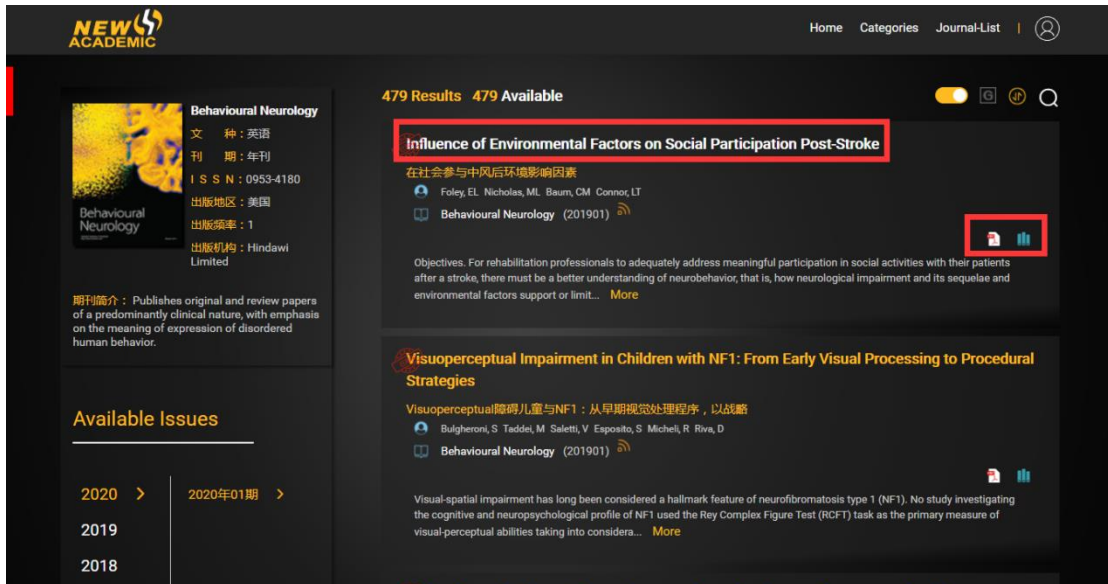 NEW
ACADEMIC
Home Categories Journal-List |
Behavioural Neurology
文 种：英语
刊 期：年刊
I S S N：0953-4180
出版地区：美国
出版频率：1
出版机构：Hindawi
Limited
Behavioural
Neurology
期刊简介： Publishes original and review papers
of a predominantly clinical nature, with emphasis
on the meaning of expression of disordered
human behavior.
Available Issues
2020 >
2020年01期 >
2019
2018
479 Results 479 Available
G
Influence of Environmental Factors on Social Participation Post-Stroke
在社会参与中风后环境影响因素
Foley, EL Nicholas, ML Baum, CM Connor, LT
Behavioural Neurology (201901)
Objectives. For rehabilitation professionals to adequately address meaningful participation in social activities with their patients
after a stroke, there must be a better understanding of neurobehavior, that is, how neurological impairment and its sequelae and
environmental factors support or limit... More
Visuoperceptual Impairment in Children with NF1: From Early Visual Processing to Procedural
Strategies
Visuoperceptual障碍儿童与NF1：从早期视觉处理程序，以战略
Bulgheroni, S Taddei, M Saletti, V Esposito, S Micheli, R Riva, D
Behavioural Neurology (201901)
Visual-spatial impairment has long been considered a hallmark feature of neurofibromatosis type 1 (NF1). No study investigating
the cognitive and neuropsychological profile of NF1 used the Rey Complex Figure Test (RCFT) task as the primary measure of
visual-perceptual abilities taking into considera... More